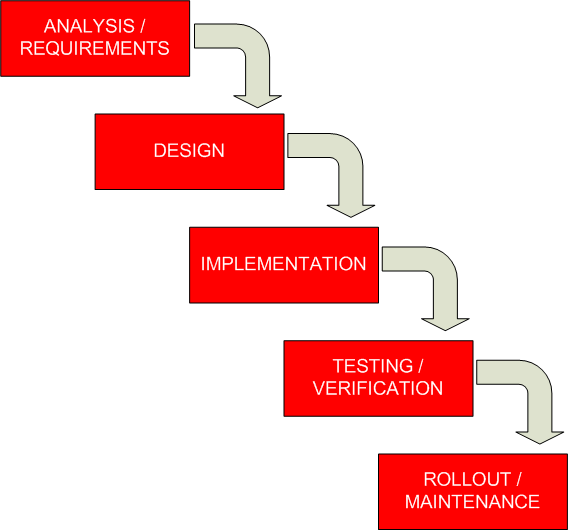 ANALYSIS /
REQUIREMENTS
DESIGN
IMPLEMENTATION
TESTING /
VERIFICATION
ROLLOUT /
MAINTENANCE